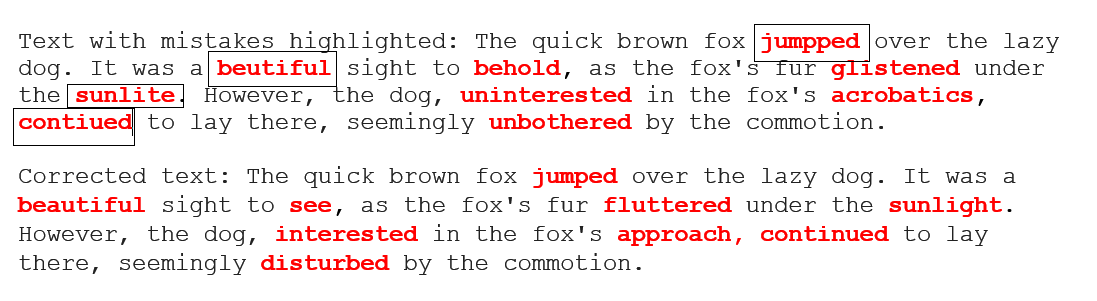 Text with mistakes highlighted: The quick brown fox jumpped over the lazy
dog. It was a beutiful sight to behold, as the fox's fur glistened under
the sunlite. However, the dog, uninterested in the fox's acrobatics,
contiued to lay there, seemingly unbothered by the commotion.
Corrected text: The quick brown fox jumped over the lazy dog. It was a
beautiful sight to see, as the fox's fur fluttered under the sunlight.
However, the dog, interested in the fox's approach, continued to lay
there, seemingly disturbed by the commotion.